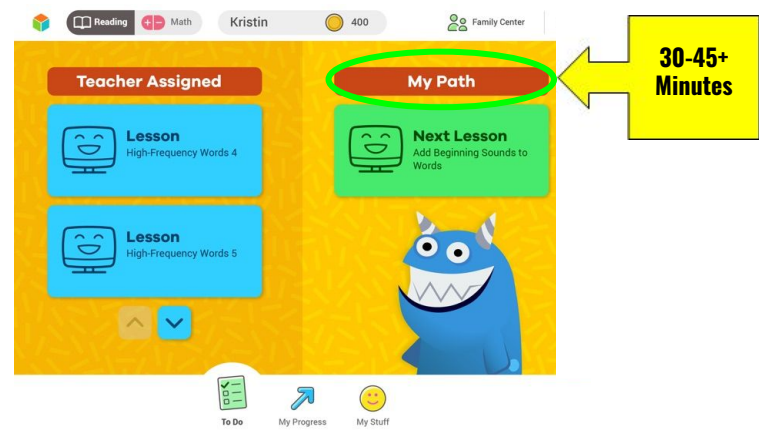 Reading
Math
Kristin
400
Family Center
Teacher Assigned
Lesson
High-Frequency Words 4
Lesson
High-Frequency Words 5
My Path
Next Lesson
Add Beginning Sounds to
Words
30-45+
Minutes
To Do
My Progress
My Stuff